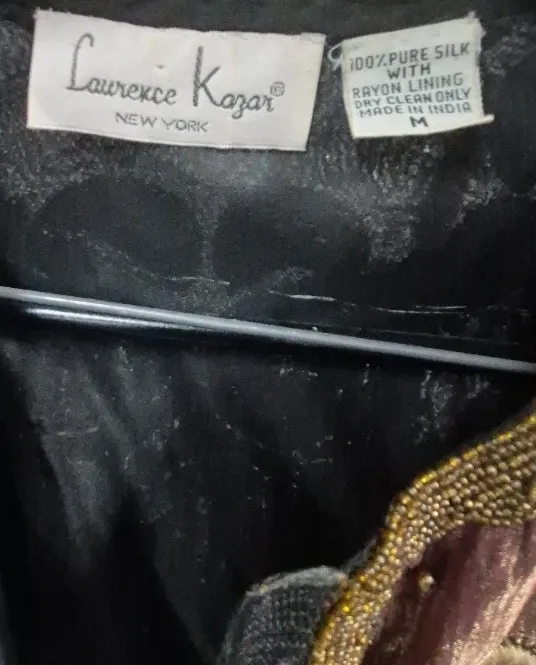 Laurence Kazar®
NEW YORK
100% PURE SILK
WITH
RAYON LINING
DRY CLEAN ONLY
MADE IN INDIA
M